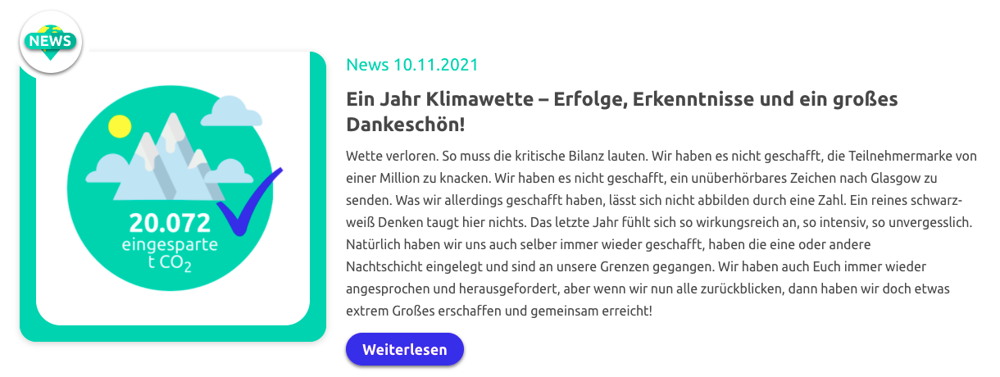 NEWS
20.072
eingesparte
t CO₂
News 10.11.2021
Ein Jahr Klimawette – Erfolge, Erkenntnisse und ein großes
Dankeschön!
Wette verloren. So muss die kritische Bilanz lauten. Wir haben es nicht geschafft, die Teilnehmermarke von
einer Million zu knacken. Wir haben es nicht geschafft, ein unüberhörbares Zeichen nach Glasgow zu
senden. Was wir allerdings geschafft haben, lässt sich nicht abbilden durch eine Zahl. Ein reines schwarz-
weiß Denken taugt hier nichts. Das letzte Jahr fühlt sich so wirkungsreich an, so intensiv, so unvergesslich.
Natürlich haben wir uns auch selber immer wieder geschafft, haben die eine oder andere
Nachtschicht eingelegt und sind an unsere Grenzen gegangen. Wir haben auch Euch immer wieder
angesprochen und herausgefordert, aber wenn wir nun alle zurückblicken, dann haben wir doch etwas
extrem Großes erschaffen und gemeinsam erreicht!
Weiterlesen